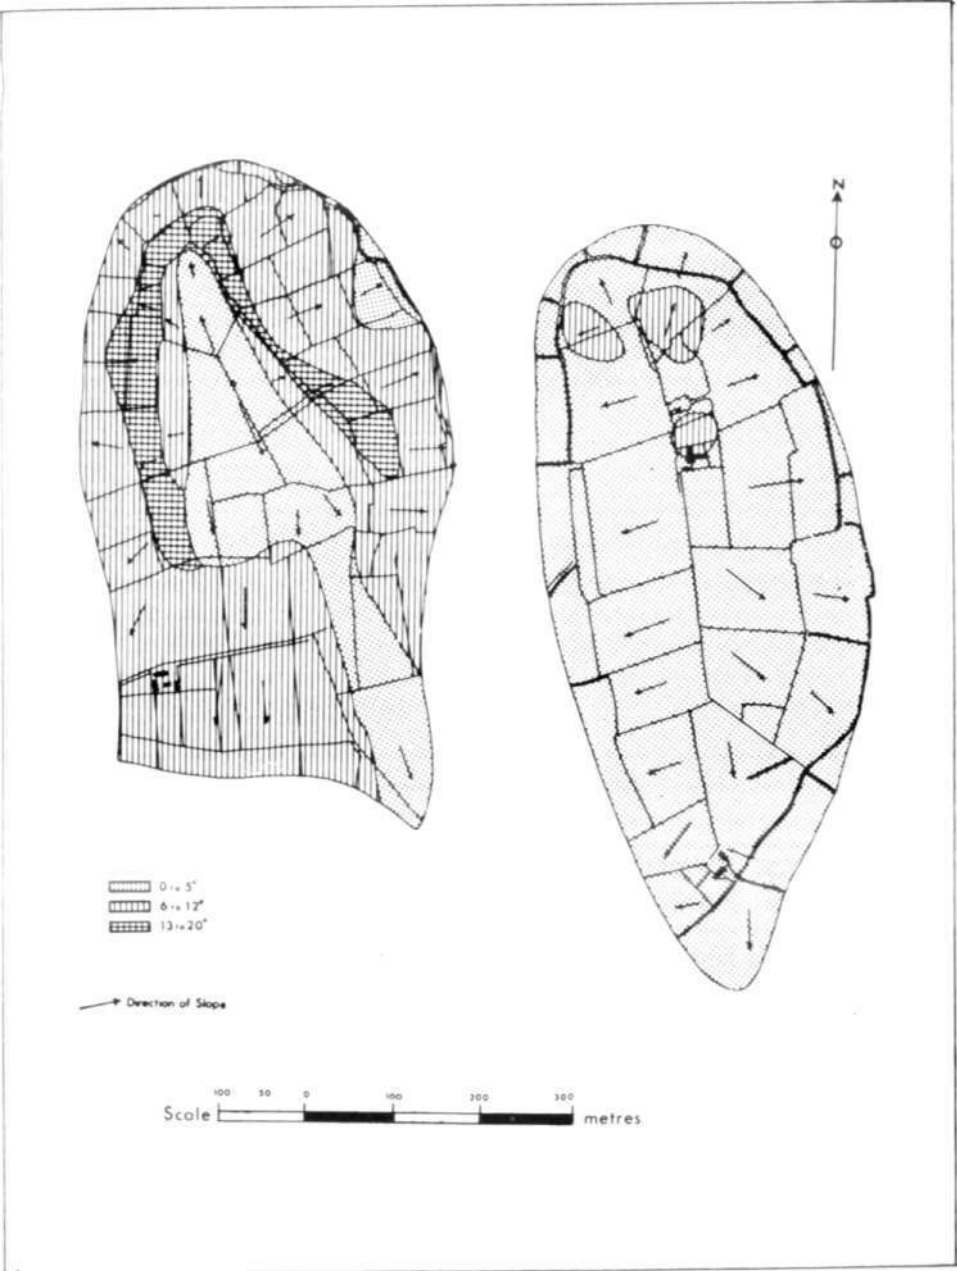 N
0 to 5°
6 to 12°
13 to 20°
Direction of Slope
100 50 0 100 200 300
Scale metres